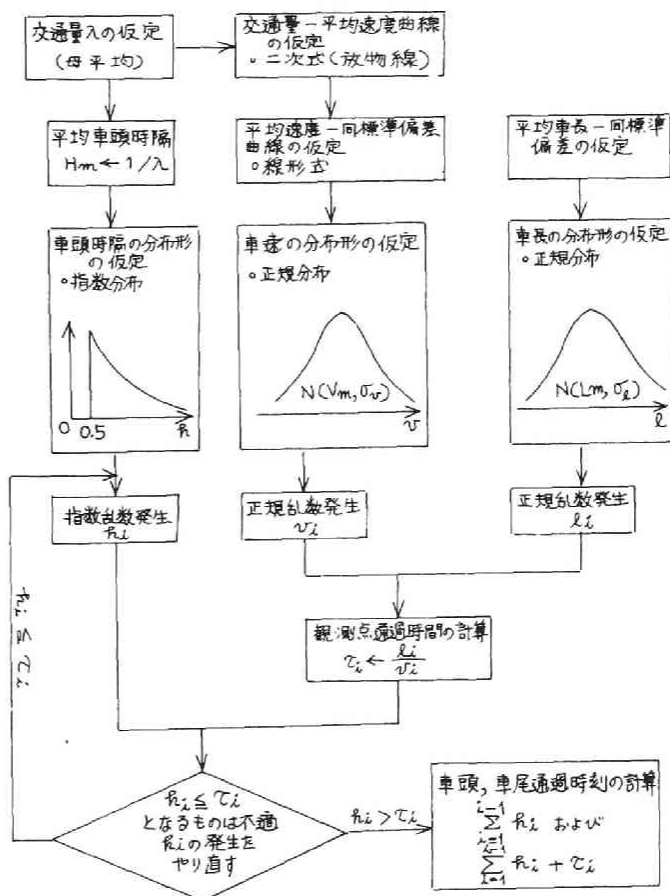 交通量λの仮定
(母平均)
交通量－平均速度曲線
の仮定
◦ 二次式(放物線)
平均車頭時隔
Hm←1/λ
平均速度－同標準偏差
曲線の仮定
◦線形式
平均車長－同標準
偏差の仮定
車頭時隔の分布形
の仮定
◦指数分布
0 0.5 h
車速の分布形の仮定
◦正規分布
N(Vm, σv)
v
車長の分布形の仮定
◦正規分布
N(Lm, σℓ)
ℓ
指数乱数発生
hi
正規乱数発生
vi
正規乱数発生
ℓi
観測点通過時間の計算
τi ← ℓi/vi
hi ≦ τi
hi ≦ τi
となるものは不適
hiの発生を
やり直す
hi > τi
車頭,車尾通過時刻の計算
i-1
∑ hi および
i=1
i-1
∑ hi + τi
i=1